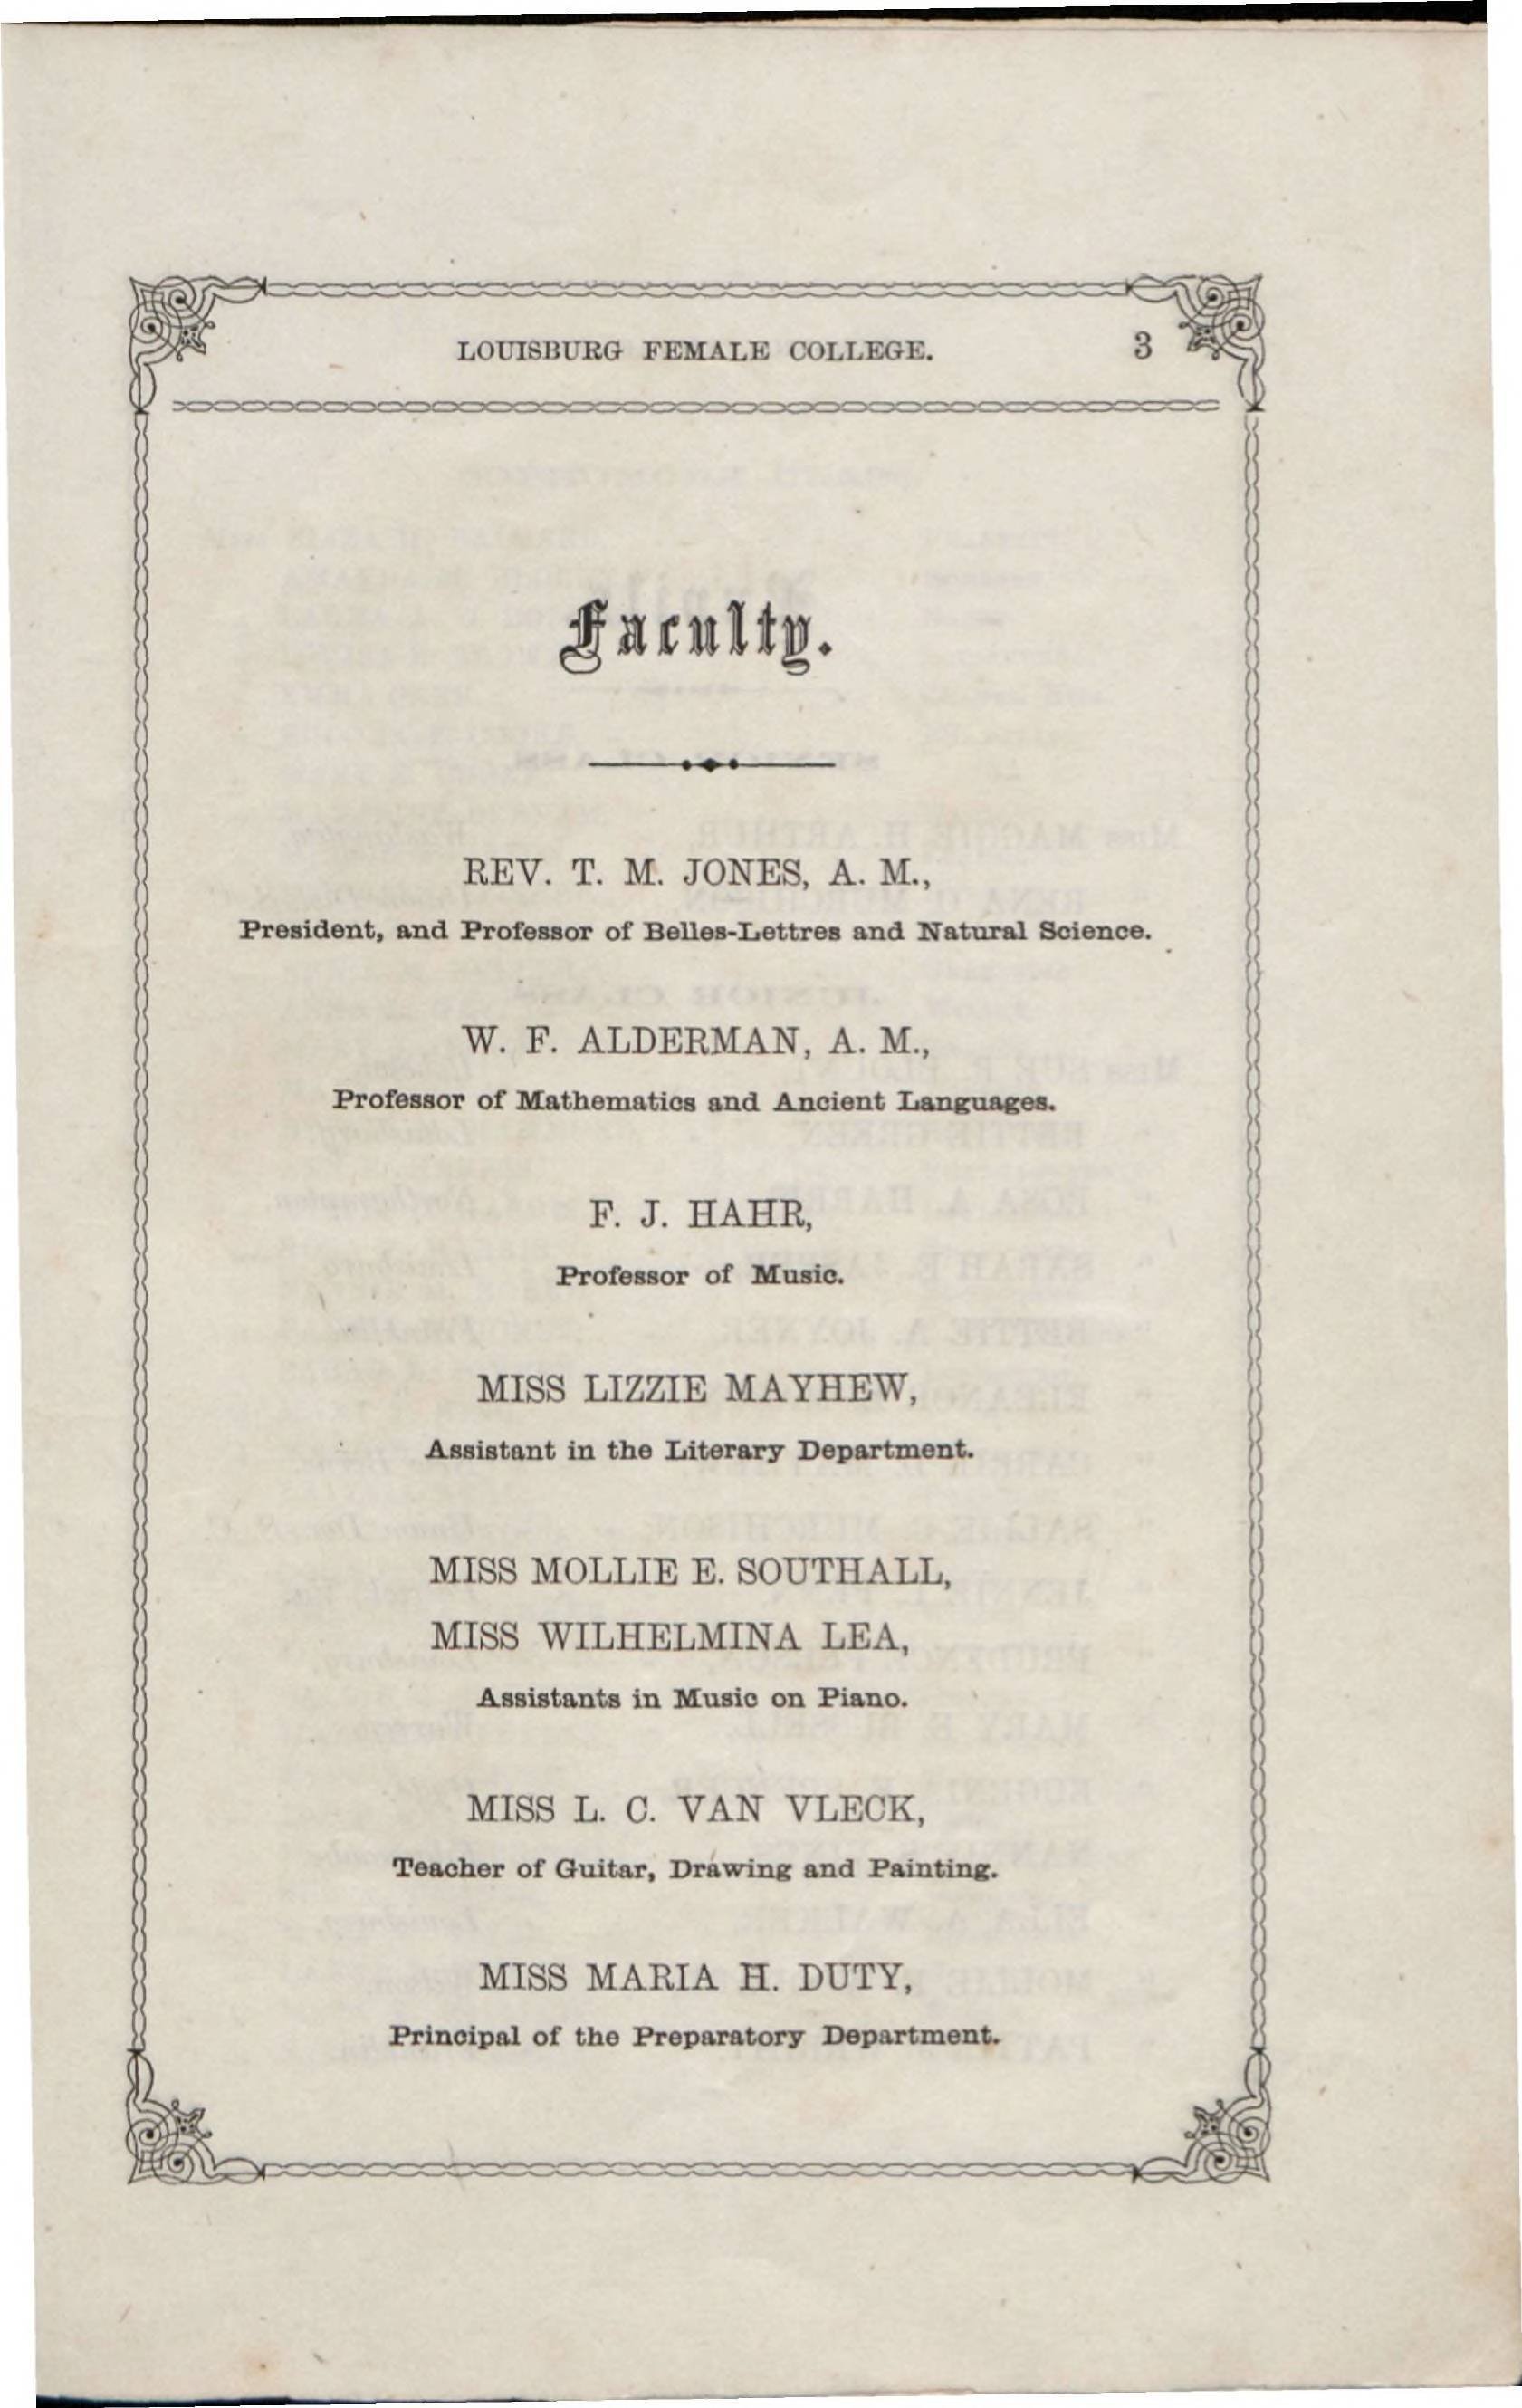 LOUISBURG FEMALE COLLEGE. 3
Faculty.
REV. T. M. JONES, A. M.,
President, and Professor of Belles-Lettres and Natural Science.
W. F. ALDERMAN, A. M.,
Professor of Mathematics and Ancient Languages.
F. J. HAHR,
Professor of Music.
MISS LIZZIE MAYHEW,
Assistant in the Literary Department.
MISS MOLLIE E. SOUTHALL,
MISS WILHELMINA LEA,
Assistants in Music on Piano.
MISS L. C. VAN VLECK,
Teacher of Guitar, Drawing and Painting.
MISS MARIA H. DUTY,
Principal of the Preparatory Department.